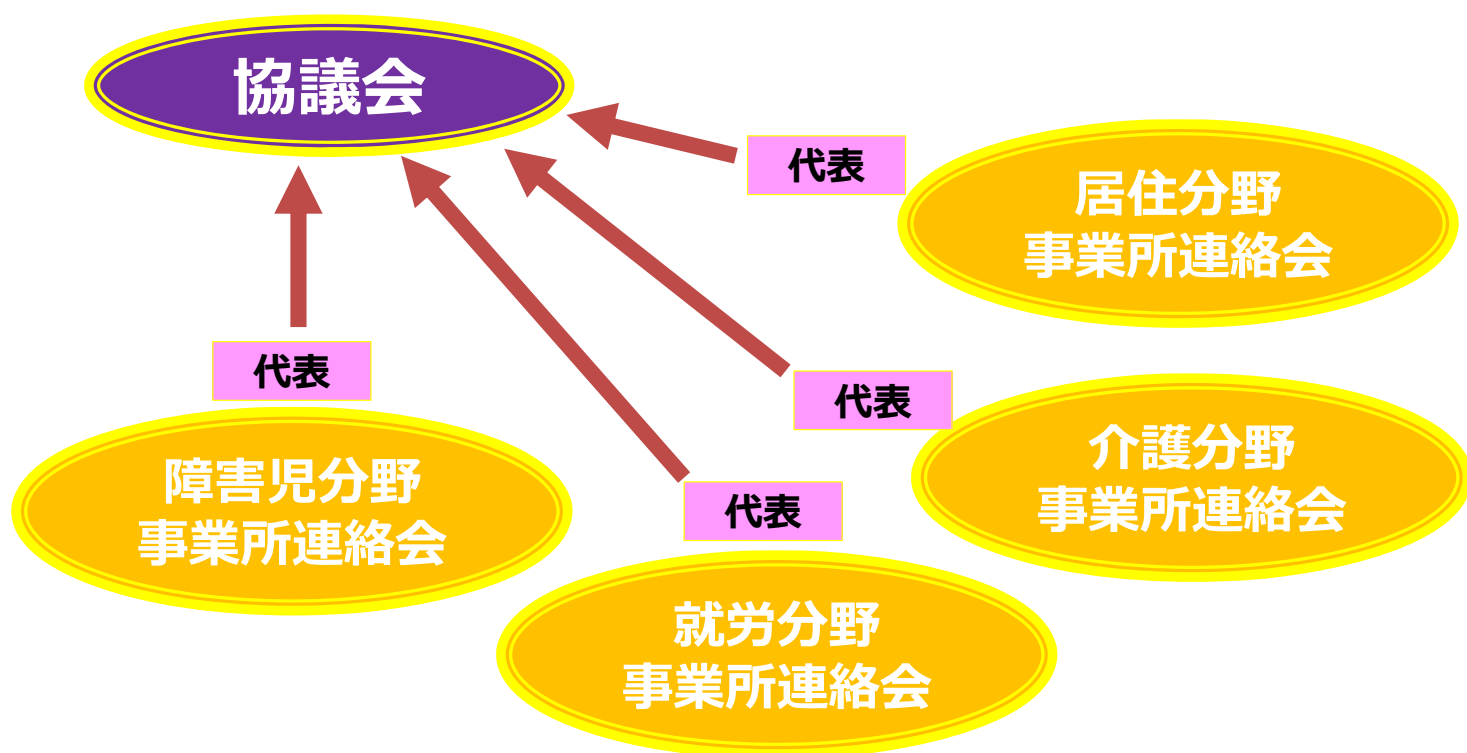 協議会
代表
居住分野
事業所連絡会
代表
介護分野
事業所連絡会
代表
障害児分野
事業所連絡会
代表
就労分野
事業所連絡会